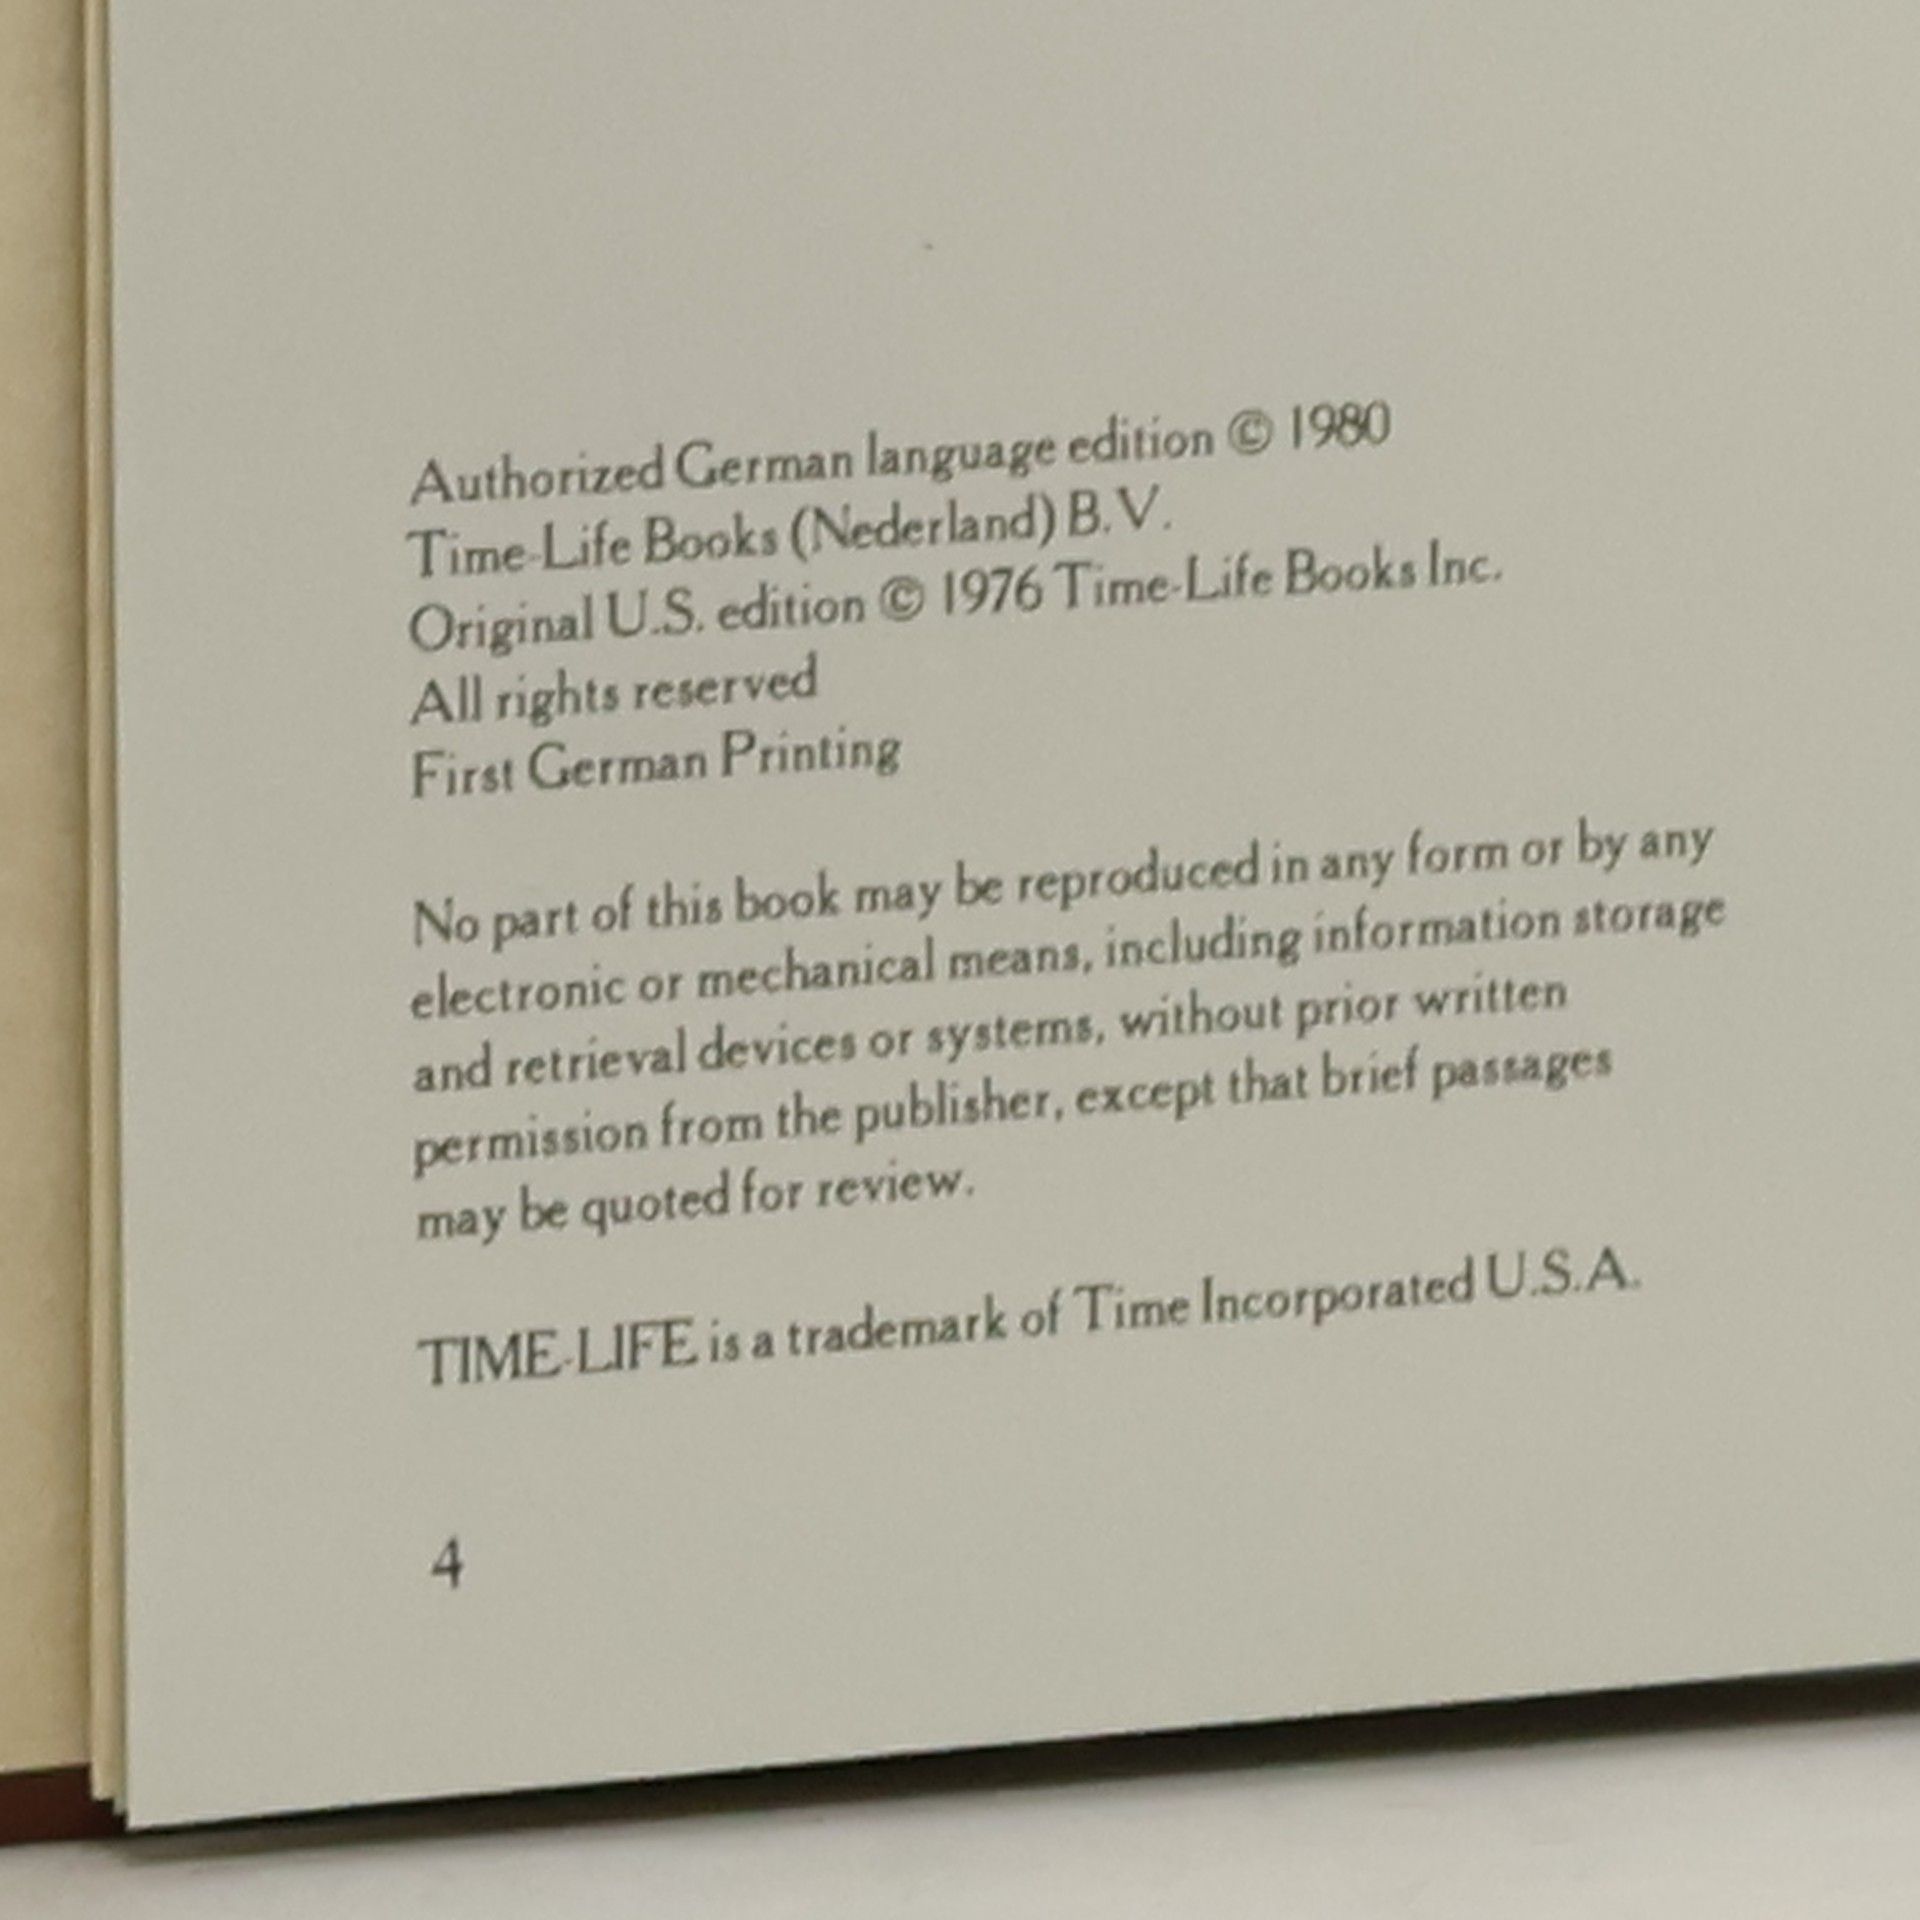 Authorized German language edition © 1980
Time-Life Books (Nederland) B.V.
Original U.S. edition © 1976 Time-Life Books Inc.
All rights reserved
First German Printing
No part of this book may be reproduced in any form or by any
electronic or mechanical means, including information storage
and retrieval devices or systems, without prior written
permission from the publisher, except that brief passages
may be quoted for review.
TIME-LIFE is a trademark of Time Incorporated U.S.A.
4